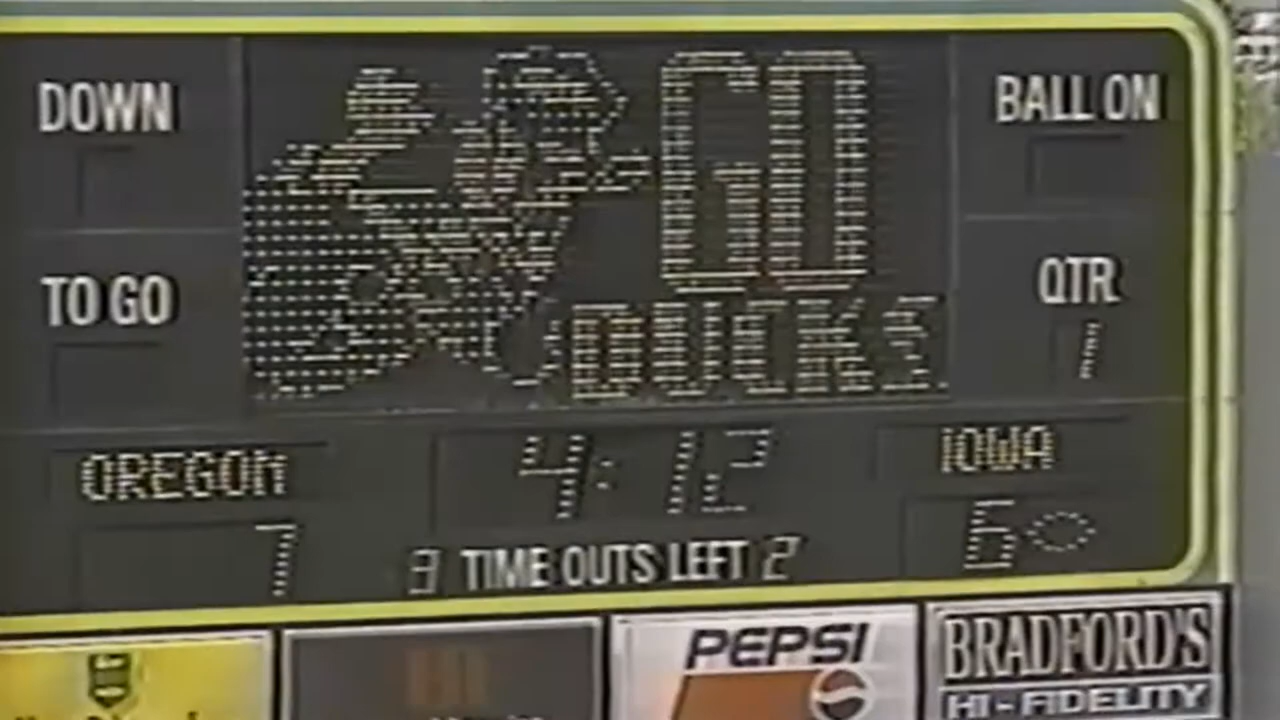 DOWN
GO
DUCKS
BALL ON
TO GO
QTR
1
OREGON
4:12
IOWA
7
3 TIME OUTS LEFT 2
6
PEPSI
BRADFORD'S
HI-FIDELITY